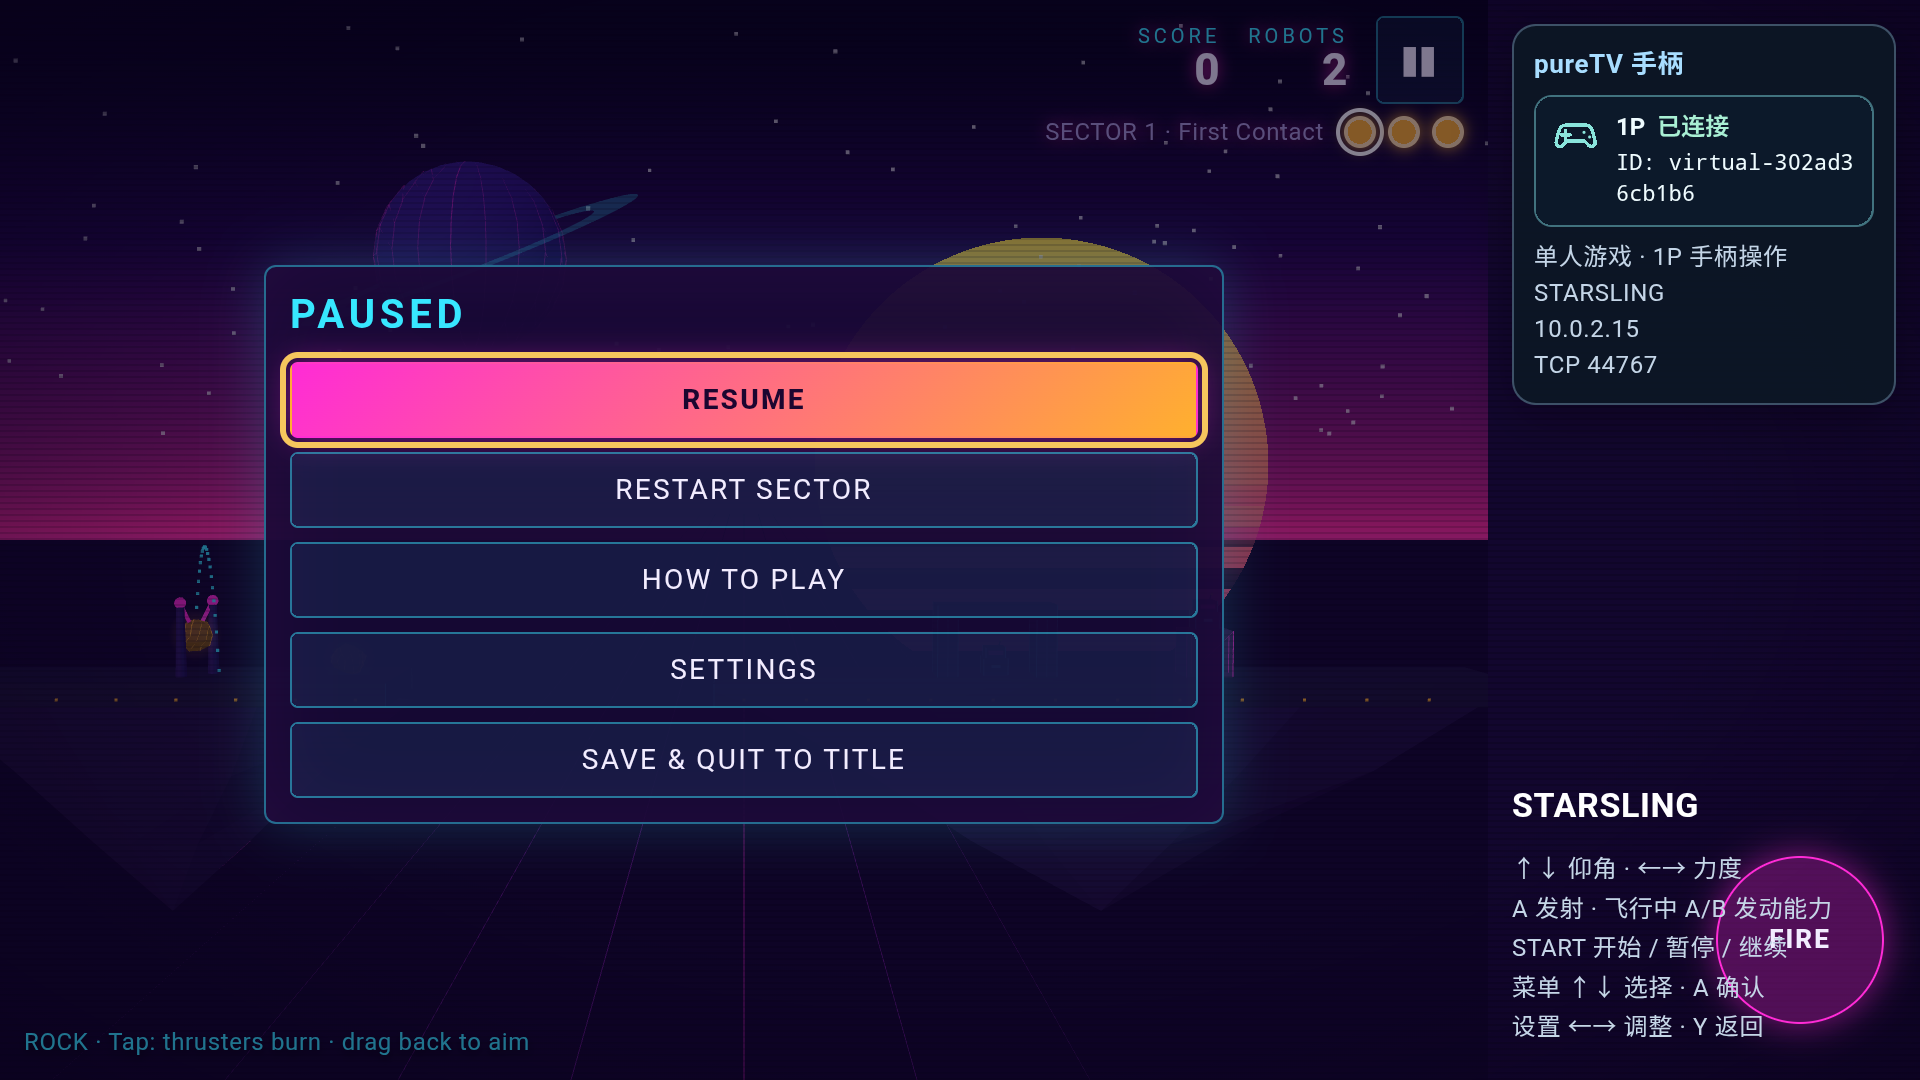 SCORE ROBOTS
0 2
SECTOR 1 · First Contact
PAUSED
RESUME
RESTART SECTOR
HOW TO PLAY
SETTINGS
SAVE & QUIT TO TITLE
ROCK · Tap: thrusters burn · drag back to aim
pureTV 手柄
1P 已连接
ID: virtual-302ad3
6cb1b6
单人游戏 · 1P 手柄操作
STARSLING
10.0.2.15
TCP 44767
STARSLING
↑↓ 仰角 · ←→ 力度
A 发射 · 飞行中 A/B 发动能力
START 开始 / 暂停 / 继续
FIRE
菜单 ↑↓ 选择 · A 确认
设置 ←→ 调整 · Y 返回